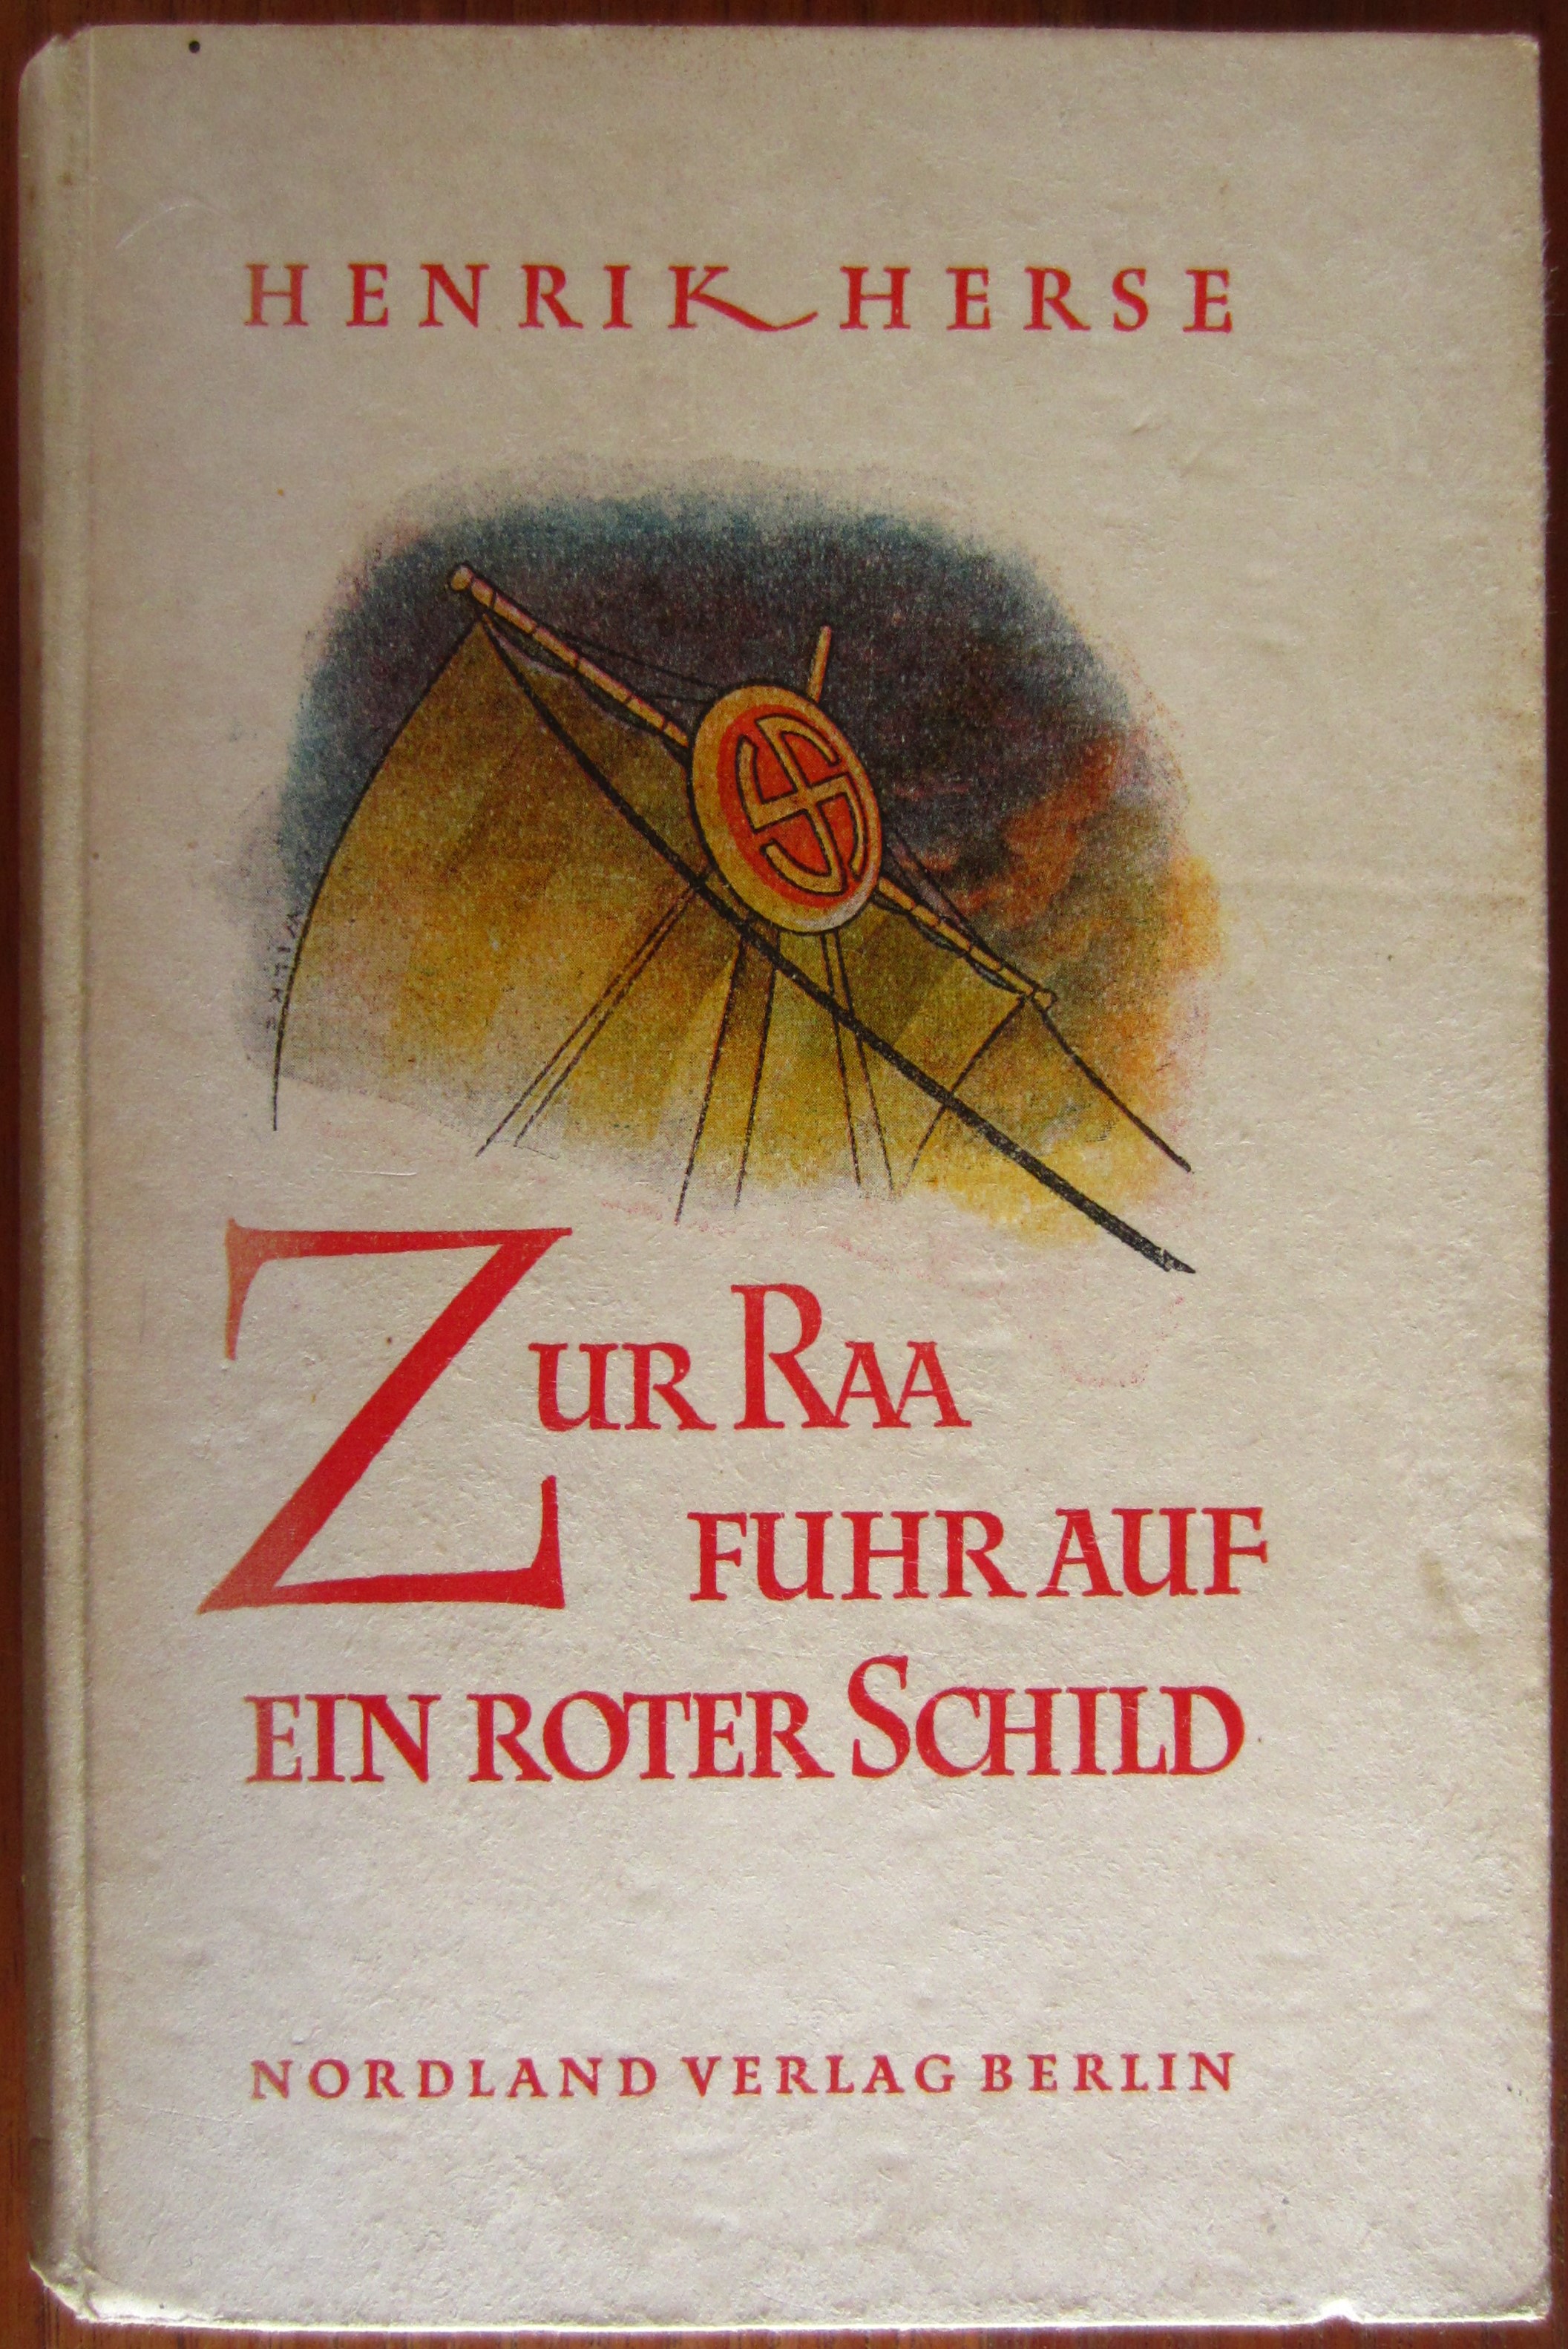 HENRIK HERSE
ZUR RAA
FUHR AUF
EIN ROTER SCHILD
NORDLAND VERLAG BERLIN